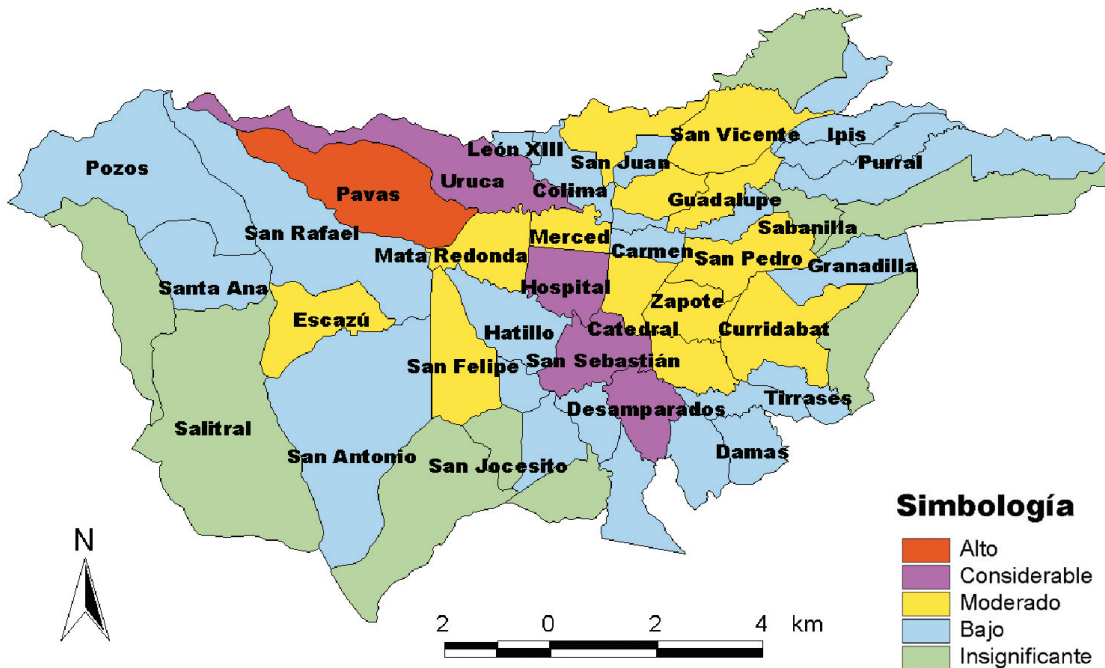 León XIII
San Vicente
Ipis
San Juan
Purral
Pozos
Uruca
Colima
Pavas
Guadalupe
Sabanilla
San Rafael
Merced
Carmen
Mata Redonda
San Pedro
Granadilla
Santa Ana
Hospital
Zapote
Escazú
Hatillo
Catedral
Curridabat
San Felipe
San Sebastián
Tirrases
Desamparados
Salitral
San Antonio
San Jocesito
Damas
N
2 0 2 4 km
Simbología
Alto
Considerable
Moderado
Bajo
Insignificante